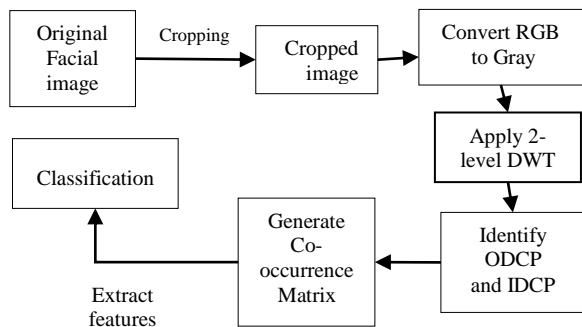 Original
Facial
image
Cropping
Cropped
image
Convert RGB
to Gray
Apply 2-
level DWT
Identify
ODCP
and IDCP
Generate
Co-
occurrence
Matrix
Extract
features
Classification